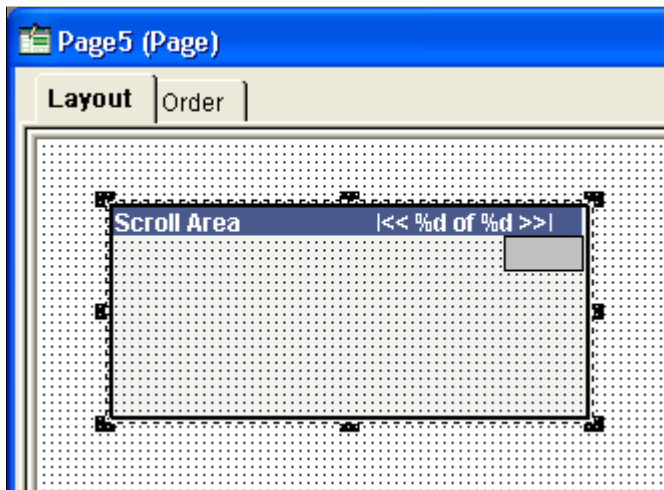 Page5 (Page)
Layout Order
Scroll Area |<< %d of %d >>|